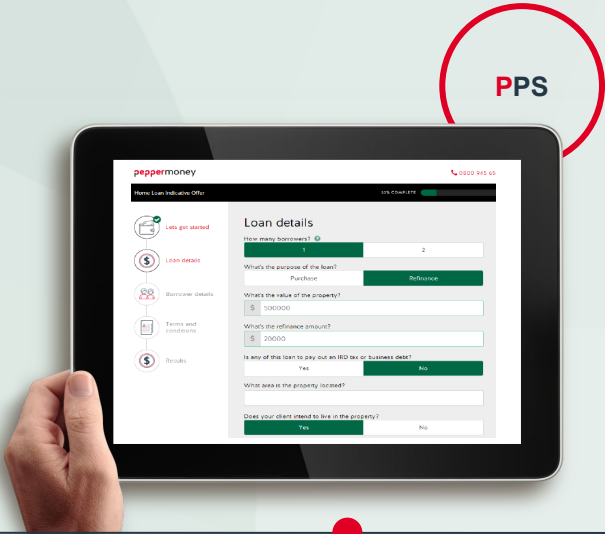 PPS
peppermoney
0800 945 65
Home Loan Indicative Offer
30% COMPLETE
Lets get started
Loan details
Borrower details
Terms and
conditions
Results
Loan details
How many borrowers?
1 2
What's the purpose of the loan?
Purchase Refinance
What's the value of the property?
$ 500000
What's the refinance amount?
$ 20000
Is any of this loan to pay out an IRD tax or business debt?
Yes No
What area is the property located?
Does your client intend to live in the property?
Yes No